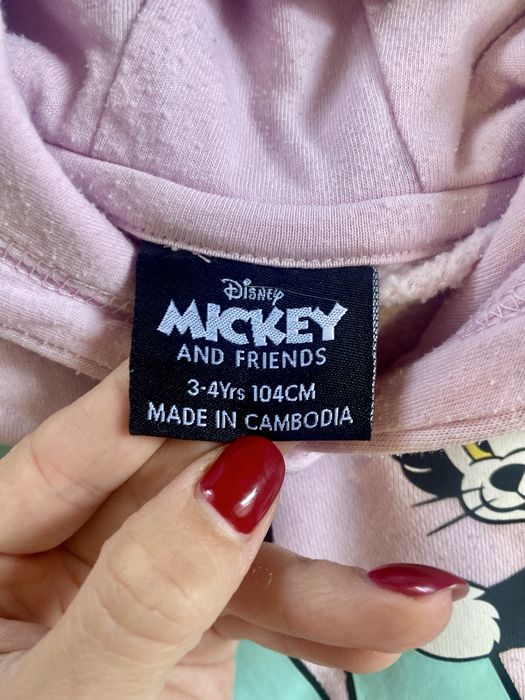 Disney
MICKEY
AND FRIENDS
3-4Yrs 104CM
MADE IN CAMBODIA